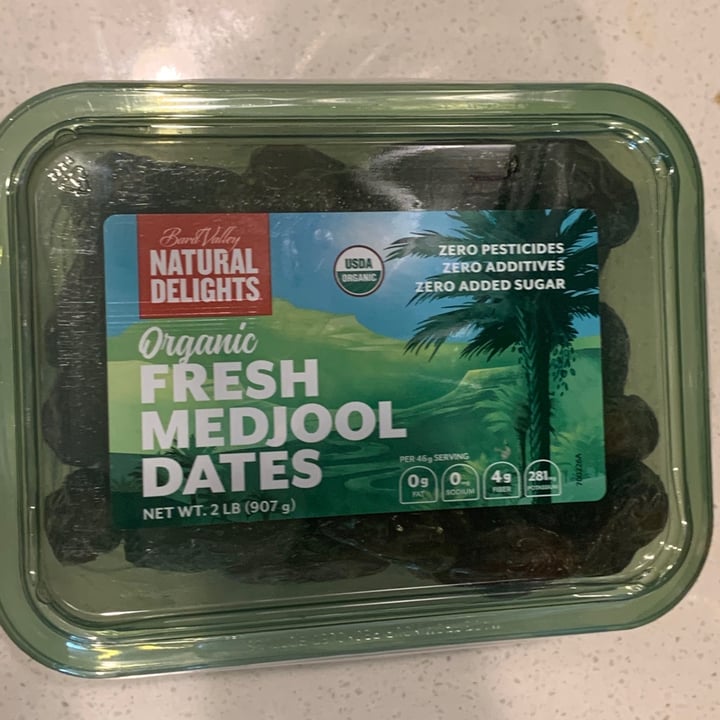 Bard Valley
NATURAL
DELIGHTS
USDA
ORGANIC
ZERO PESTICIDES
ZERO ADDITIVES
ZERO ADDED SUGAR
Organic
FRESH
MEDJOOL
DATES
NET WT. 2 LB (907 g)
PER 46g SERVING
0g FAT
0mg SODIUM
4g FIBER
281mg POTASSIUM
700226A